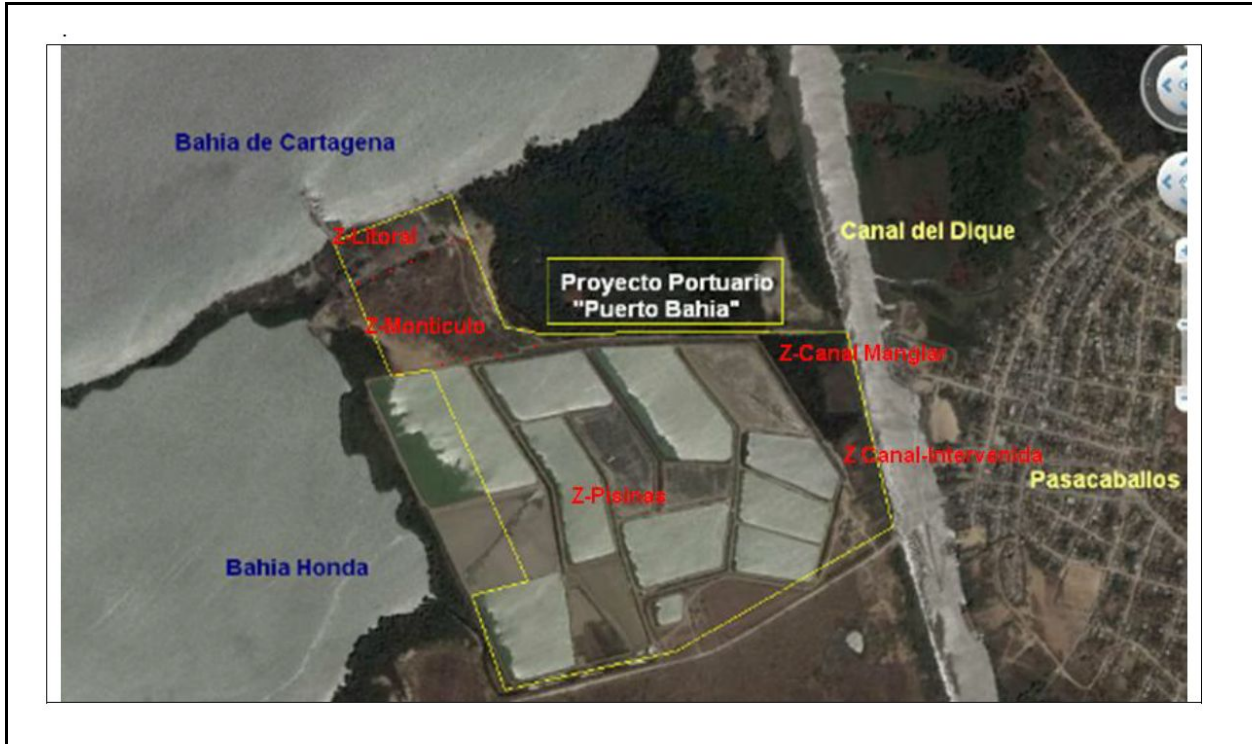 Bahia de Cartagena
Canal del Dique
Z-Litoral
Proyecto Portuario
"Puerto Bahia"
Z-Monticulo
Z-Canal Manglar
Z-Canal-Intervenida
Pasacaballos
Z-Pisinas
Bahia Honda